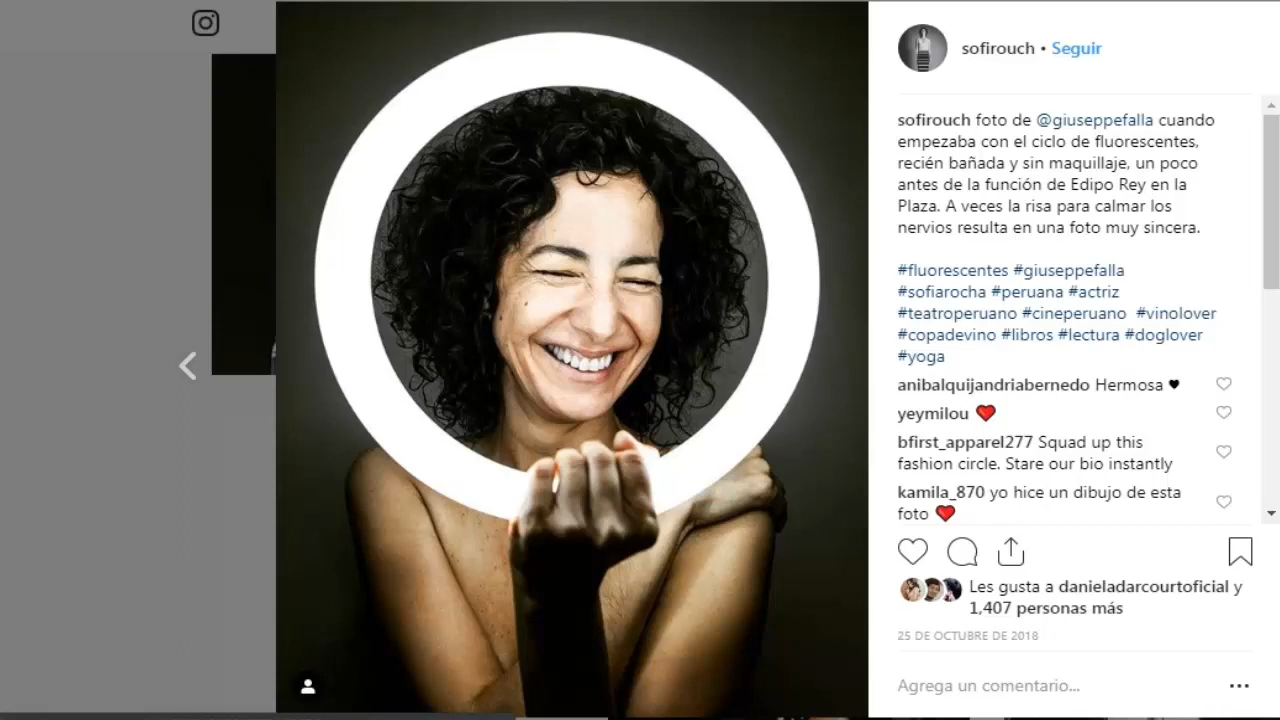 sofirouch • Seguir
sofirouch foto de @giuseppefalla cuando
empezaba con el ciclo de fluorescentes,
recién bañada y sin maquillaje, un poco
antes de la función de Edipo Rey en la
Plaza. A veces la risa para calmar los
nervios resulta en una foto muy sincera.
#fluorescentes #giuseppefalla
#sofiarocha #peruana #actriz
#teatroperuano #cineperuano #vinolover
#copadevino #libros #lectura #doglover
#yoga
anibalquijandriabernedo Hermosa ♥
yeymilou ❤️
bfirst_apparel277 Squad up this
fashion circle. Stare our bio instantly
kamila_870 yo hice un dibujo de esta
foto ❤️
Les gusta a danieladarcourtoficial y
1,407 personas más
25 DE OCTUBRE DE 2018
Agrega un comentario...